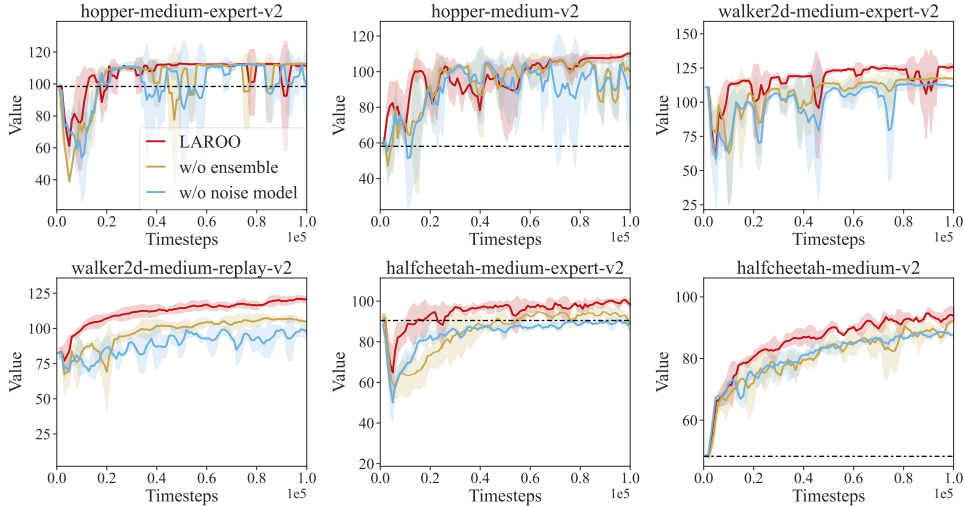 hopper-medium-expert-v2
hopper-medium-v2
walker2d-medium-expert-v2
Value
120
100
80
60
40
LAROO
w/o ensemble
w/o noise model
0.0 0.2 0.4 0.6 0.8 1.0
Timesteps
1e5
Value
120
100
80
60
40
0.0 0.2 0.4 0.6 0.8 1.0
Timesteps
1e5
Value
150
125
100
75
50
25
0.0 0.2 0.4 0.6 0.8 1.0
Timesteps
1e5
walker2d-medium-replay-v2
halfcheetah-medium-expert-v2
halfcheetah-medium-v2
Value
125
100
75
50
25
0.0 0.2 0.4 0.6 0.8 1.0
Timesteps
1e5
Value
100
80
60
40
20
0.0 0.2 0.4 0.6 0.8 1.0
Timesteps
1e5
Value
100
80
60
0.0 0.2 0.4 0.6 0.8 1.0
Timesteps
1e5